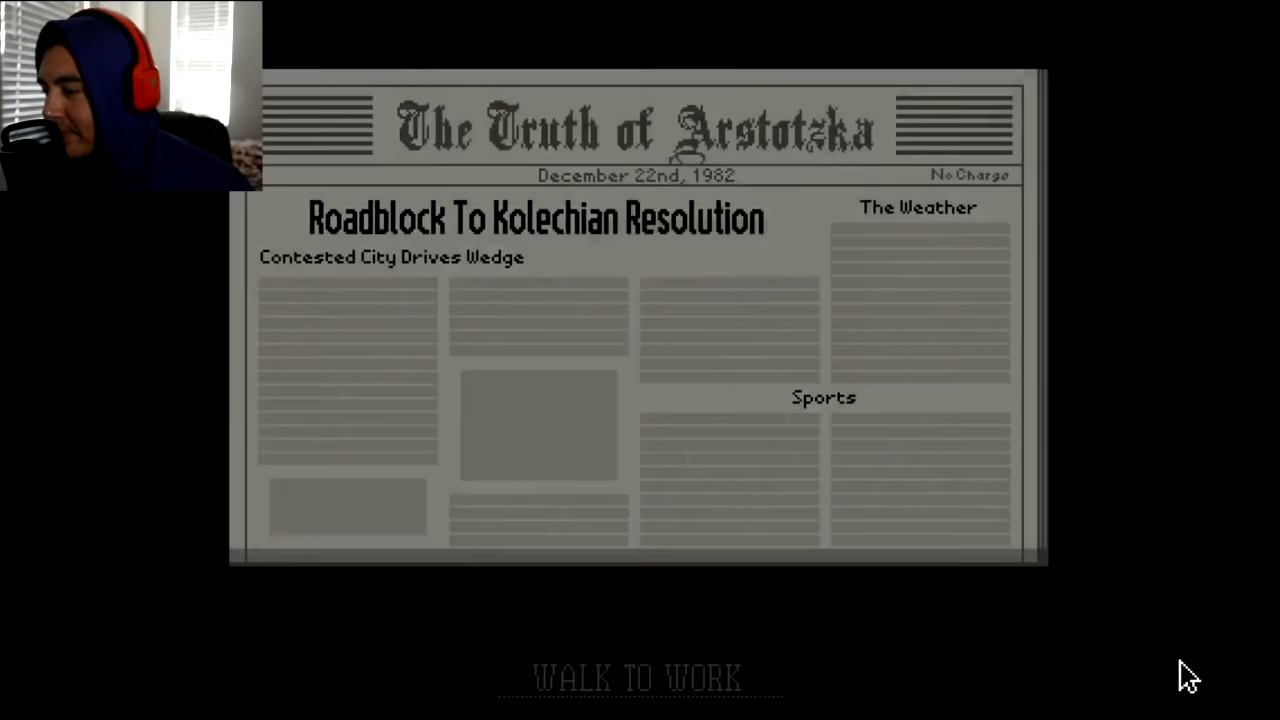 The Truth of Arstotzka
December 22nd, 1982
No Charge
Roadblock To Kolechian Resolution
The Weather
Contested City Drives Wedge
Sports
WALK TO WORK